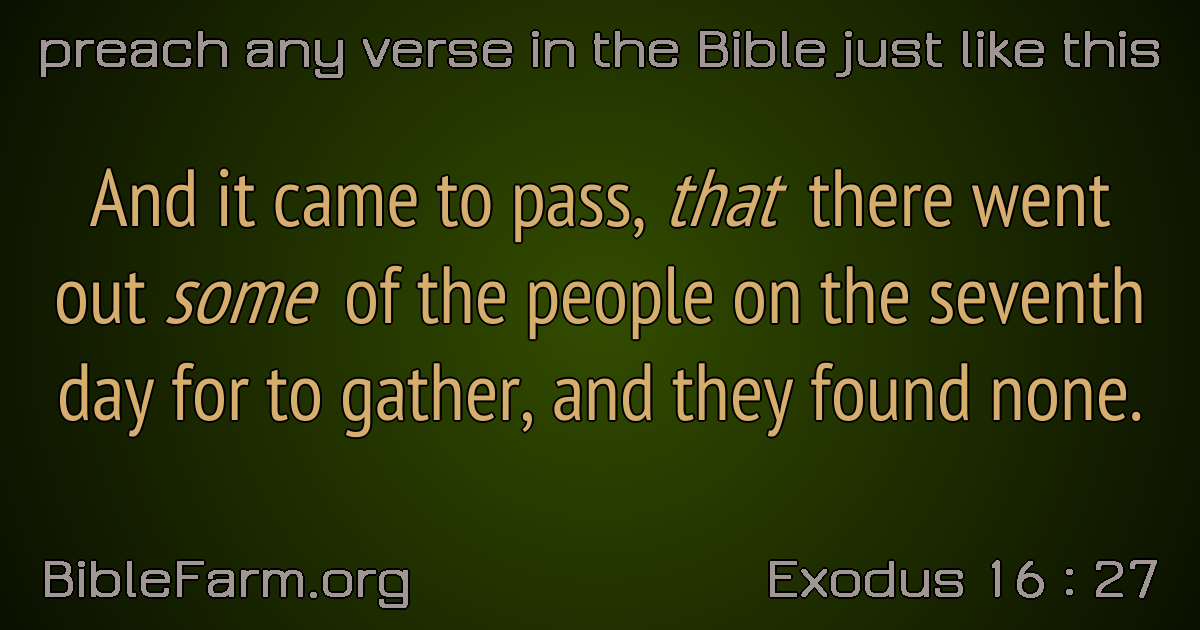 preach any verse in the Bible just like this
And it came to pass, that there went
out some of the people on the seventh
day for to gather, and they found none.
BibleFarm.org
Exodus 16 : 27